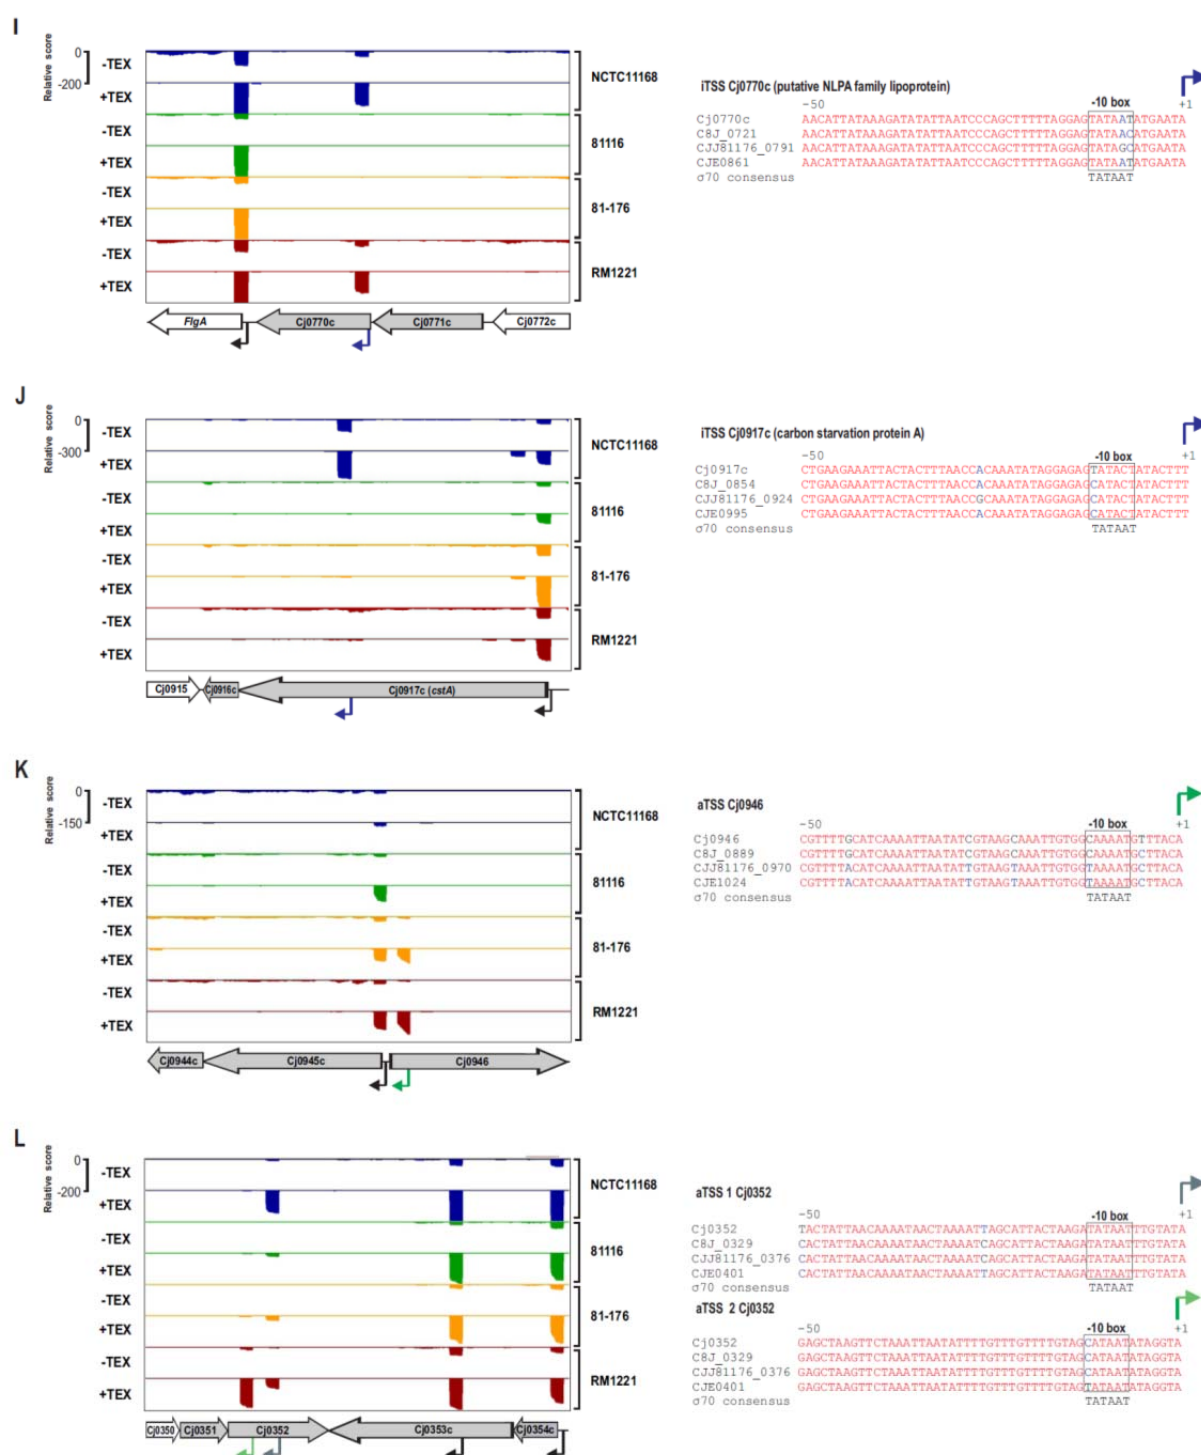 I
Relative score
0
-200
-TEX
+TEX
NCTC11168
-TEX
+TEX
81116
-TEX
+TEX
81-176
-TEX
+TEX
RM1221
FlgA
Cj0770c
Cj0771c
Cj0772c
iTSS Cj0770c (putative NLPA family lipoprotein)
-50
-10 box
+1
Cj0770c AACATTATAAAGATATATTAATCCCAGCTTTTTAGGAGTATAATATGAATA
C8J_0721 AACATTATAAAGATATATTAATCCCAGCTTTTTAGGAGTATAACATGAATA
CJJ81176_0791 AACATTATAAAGATATATTAATCCCAGCTTTTTAGGAGTATAGCATGAATA
CJE0861 AACATTATAAAGATATATTAATCCCAGCTTTTTAGGAGTATAATATGAATA
σ70 consensus TATAAT
J
Relative score
0
-300
-TEX
+TEX
NCTC11168
-TEX
+TEX
81116
-TEX
+TEX
81-176
-TEX
+TEX
RM1221
Cj0915
Cj0916c
Cj0917c (cstA)
iTSS Cj0917c (carbon starvation protein A)
-50
-10 box
+1
Cj0917c CTGAAGAAATTACTACTTTAACCACAAATATAGGAGAGTATACTATACTTT
C8J_0854 CTGAAGAAATTACTACTTTAACCACAAATATAGGAGAGCATACTATACTTT
CJJ81176_0924 CTGAAGAAATTACTACTTTAACCGCAAATATAGGAGAGCATACTATACTTT
CJE0995 CTGAAGAAATTACTACTTTAACCACAAATATAGGAGAGCATACTATACTTT
σ70 consensus TATAAT
K
Relative score
0
-150
-TEX
+TEX
NCTC11168
-TEX
+TEX
81116
-TEX
+TEX
81-176
-TEX
+TEX
RM1221
Cj0944c
Cj0945c
Cj0946
aTSS Cj0946
-50
-10 box
+1
Cj0946 CGTTTTGCATCAAAATTAATATCGTAAGCAAATTGTGGCAAAATGTTTACA
C8J_0889 CGTTTTGCATCAAAATTAATATCGTAAGCAAATTGTGGCAAAATGCTTACA
CJJ81176_0970 CGTTTTACATCAAAATTAATATTGTAAGTAAATTGTGGTAAAATGCTTACA
CJE1024 CGTTTTACATCAAAATTAATATTGTAAGTAAATTGTGGTAAAATGCTTACA
σ70 consensus TATAAT
L
Relative score
0
-200
-TEX
+TEX
NCTC11168
-TEX
+TEX
81116
-TEX
+TEX
81-176
-TEX
+TEX
RM1221
Cj0350
Cj0351
Cj0352
Cj0353c
Cj0354c
aTSS 1 Cj0352
-50
-10 box
+1
Cj0352 TACTATTAACAAAATAACTAAAATTAGCATTACTAAGATATAATTTGTATA
C8J_0329 CACTATTAACAAAATAACTAAAATCAGCATTACTAAGATATAATTTGTATA
CJJ81176_0376 CACTATTAACAAAATAACTAAAATCAGCATTACTAAGATATAATTTGTATA
CJE0401 CACTATTAACAAAATAACTAAAATTAGCATTACTAAGATATAATTTGTATA
σ70 consensus TATAAT
aTSS 2 Cj0352
-50
-10 box
+1
Cj0352 GAGCTAAGTTCTAAATTAATATTTTGTTTGTTTTGTAGCATAATATAGGTA
C8J_0329 GAGCTAAGTTCTAAATTAATATTTTGTTTGTTTTGTAGCATAATATAGGTA
CJJ81176_0376 GAGCTAAGTTCTAAATTAATATTTTGTTTGTTTTGTAGCATAATATAGGTA
CJE0401 GAGCTAAGTTCTAAATTAATATTTTGTTTGTTTTGTAGTATAATATAGGTA
σ70 consensus TATAAT